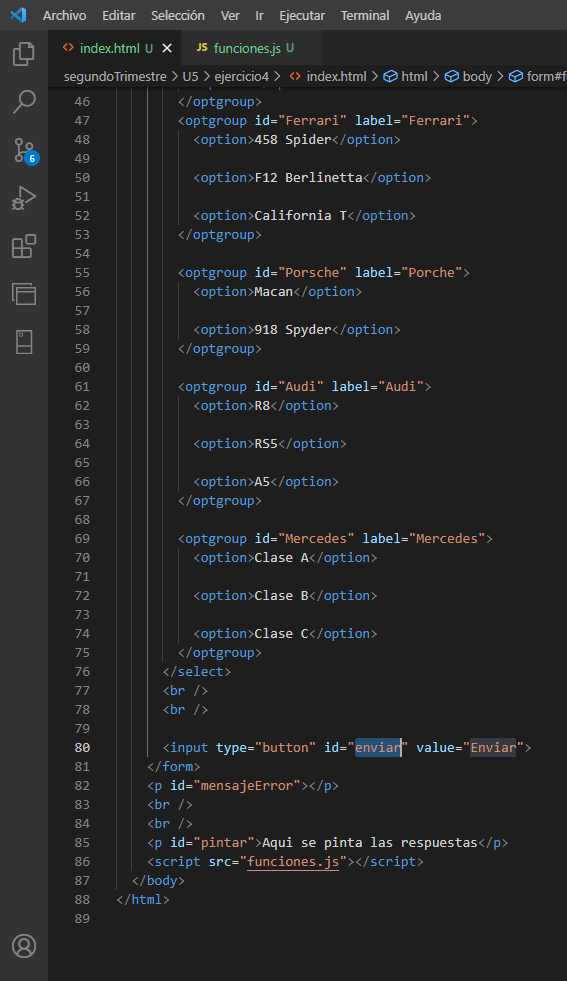 Archivo Editar Selección Ver Ir Ejecutar Terminal Ayuda
<> index.html U × JS funciones.js U
segundoTrimestre > U5 > ejercicio4 > <> index.html > html > body > form#f
46 </optgroup>
47 <optgroup id="Ferrari" label="Ferrari">
48 <option>458 Spider</option>
49
50 <option>F12 Berlinetta</option>
51
52 <option>California T</option>
53 </optgroup>
54
55 <optgroup id="Porsche" label="Porche">
56 <option>Macan</option>
57
58 <option>918 Spyder</option>
59 </optgroup>
60
61 <optgroup id="Audi" label="Audi">
62 <option>R8</option>
63
64 <option>RS5</option>
65
66 <option>A5</option>
67 </optgroup>
68
69 <optgroup id="Mercedes" label="Mercedes">
70 <option>Clase A</option>
71
72 <option>Clase B</option>
73
74 <option>Clase C</option>
75 </optgroup>
76 </select>
77 <br />
78 <br />
79
80 <input type="button" id="enviar" value="Enviar">
81 </form>
82 <p id="mensajeError"></p>
83 <br />
84 <br />
85 <p id="pintar">Aqui se pinta las respuestas</p>
86 <script src="funciones.js"></script>
87 </body>
88 </html>
89
6